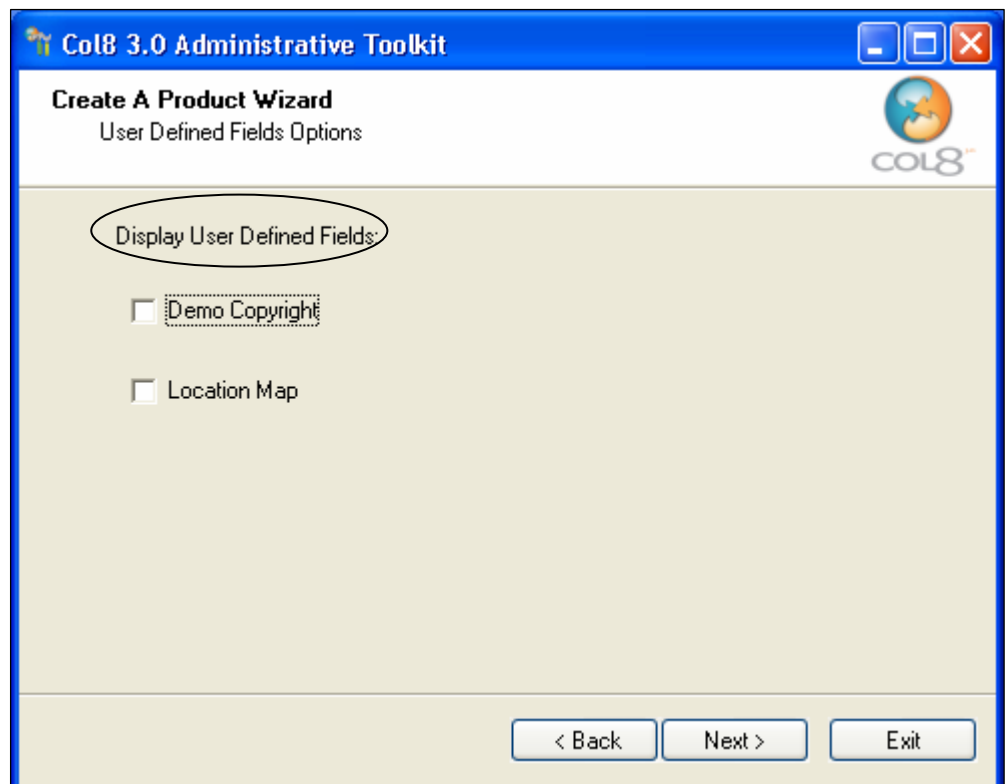 Col8 3.0 Administrative Toolkit
Create A Product Wizard
User Defined Fields Options
COL8
Display User Defined Fields:
Demo Copyright
Location Map
< Back Next > Exit